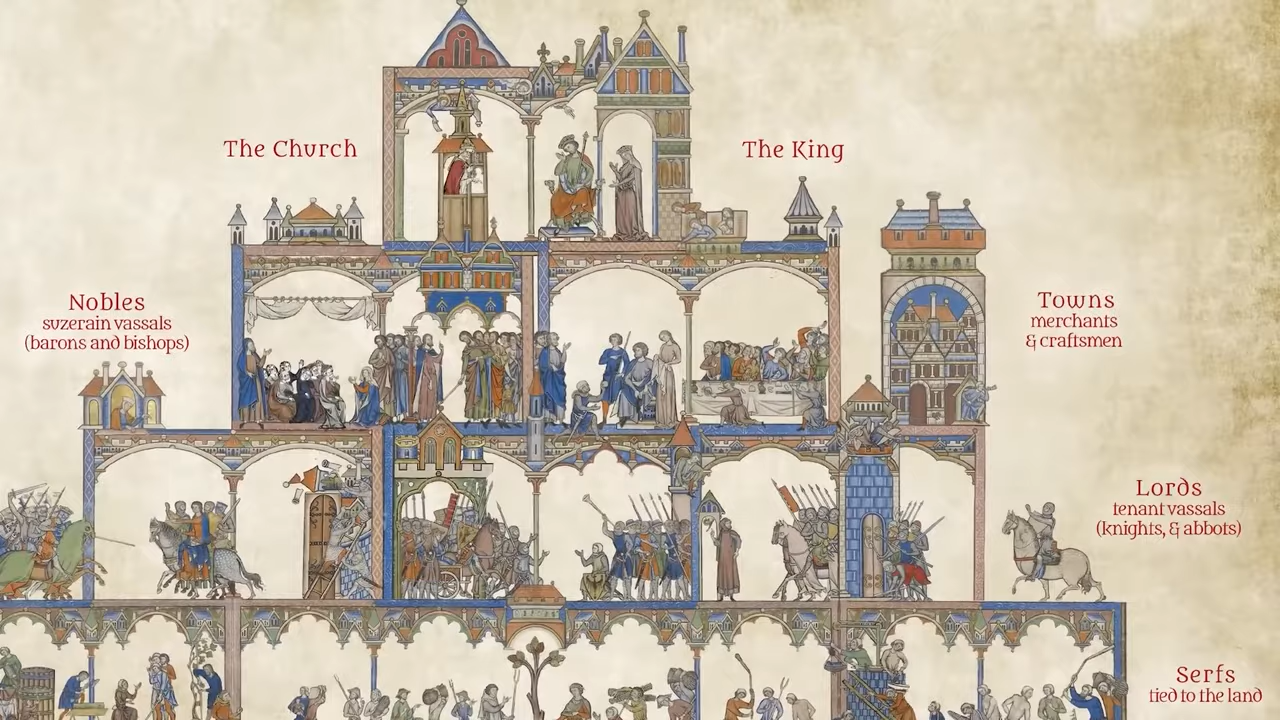 The Church
The King
Nobles
suzerain vassals
(barons and bishops)
Towns
merchants
& craftsmen
Lords
tenant vassals
(knights, & abbots)
Serfs
tied to the land